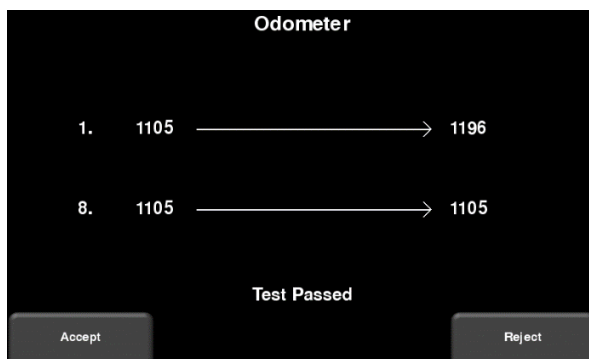 Odometer
1. 1105 1196
8. 1105 1105
Test Passed
Accept Reject